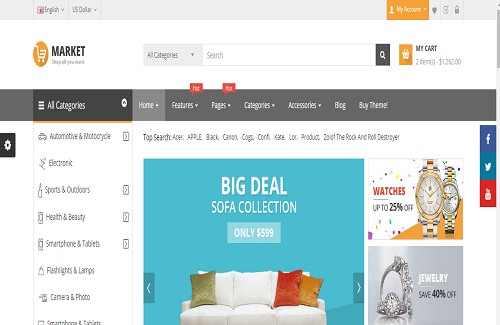 English
US Dollar
My Account
MARKET
Shop all you want
All Categories
Search
MY CART
2 item(s) - $1,262.00
All Categories
Home
Features
Hot
Pages
Hot
Categories
Accessories
Blog
Buy Theme!
Top Search: Acer, APPLE, Black, Canon, Cogs, Confi, Kate, Lor, Product, Zolof The Rock And Roll Destroyer
Automotive & Motorcycle
Electronic
Sports & Outdoors
Health & Beauty
Smartphone & Tablets
Flashlights & Lamps
Camera & Photo
Smartphone & Tablets
BIG DEAL
SOFA COLLECTION
ONLY $599
WATCHES
UP TO 25% OFF
JEWELRY
SAVE 40% OFF